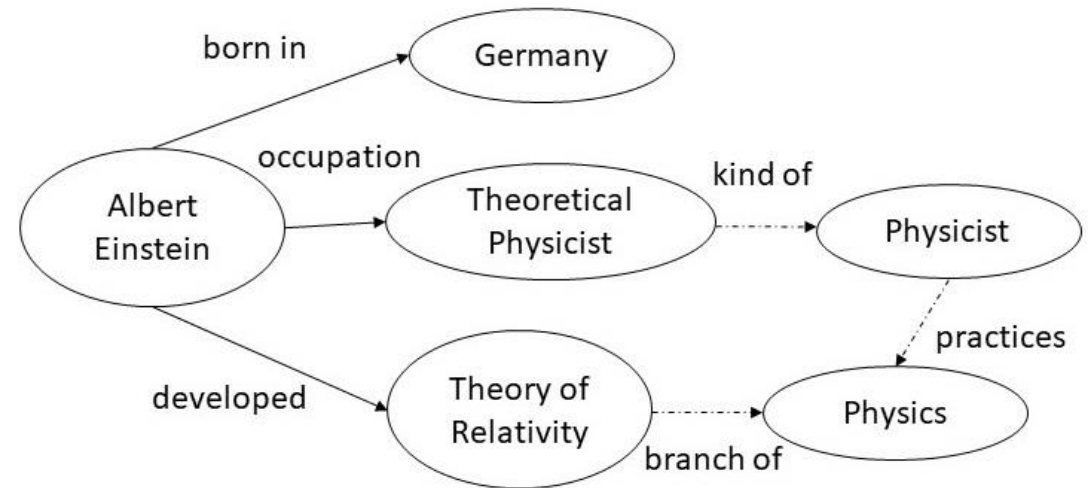 born in
Germany
occupation
kind of
Albert
Einstein
Theoretical
Physicist
Physicist
practices
developed
Theory of
Relativity
Physics
branch of